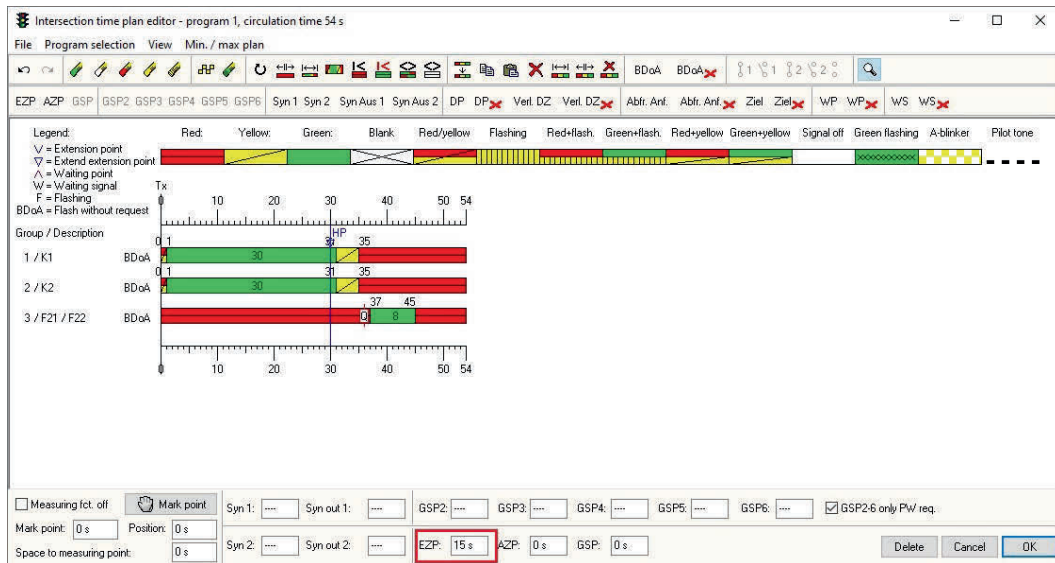 Intersection time plan editor - program 1, circulation time 54 s
File Program selection View Min. / max plan
BDoA BDoA 1 1 2 2
EZP AZP GSP GSP2 GSP3 GSP4 GSP5 GSP6 Syn 1 Syn 2 Syn Aus 1 Syn Aus 2 DP DP Verl. DZ Verl. DZ Abfr. Anf. Abfr. Anf. Ziel Ziel WP WP WS WS
Legend: Red: Yellow: Green: Blank Red/yellow Flashing Red+flash. Green+flash. Red+yellow Green+yellow Signal off Green flashing A-blinker Pilot tone
V = Extension point
∇ = Extend extension point
Λ = Waiting point
W = Waiting signal
F = Flashing
BDoA = Flash without request
Tx
0 10 20 30 40 50 54
Group / Description
HP
0 1 31 35
1 / K1 BDoA 30
0 1 31 35
2 / K2 BDoA 30
37 45
3 / F21 / F22 BDoA Q 8
Tx
0 10 20 30 40 50 54
Measuring fct. off Mark point Syn 1: ---- Syn out 1: ---- GSP2: ---- GSP3: ---- GSP4: ---- GSP5: ---- GSP6: ---- GSP2-6 only PW req.
Mark point: 0 s Position: 0 s
Space to measuring point: 0 s Syn 2: ---- Syn out 2: ---- EZP: 15 s AZP: 0 s GSP: 0 s Delete Cancel OK